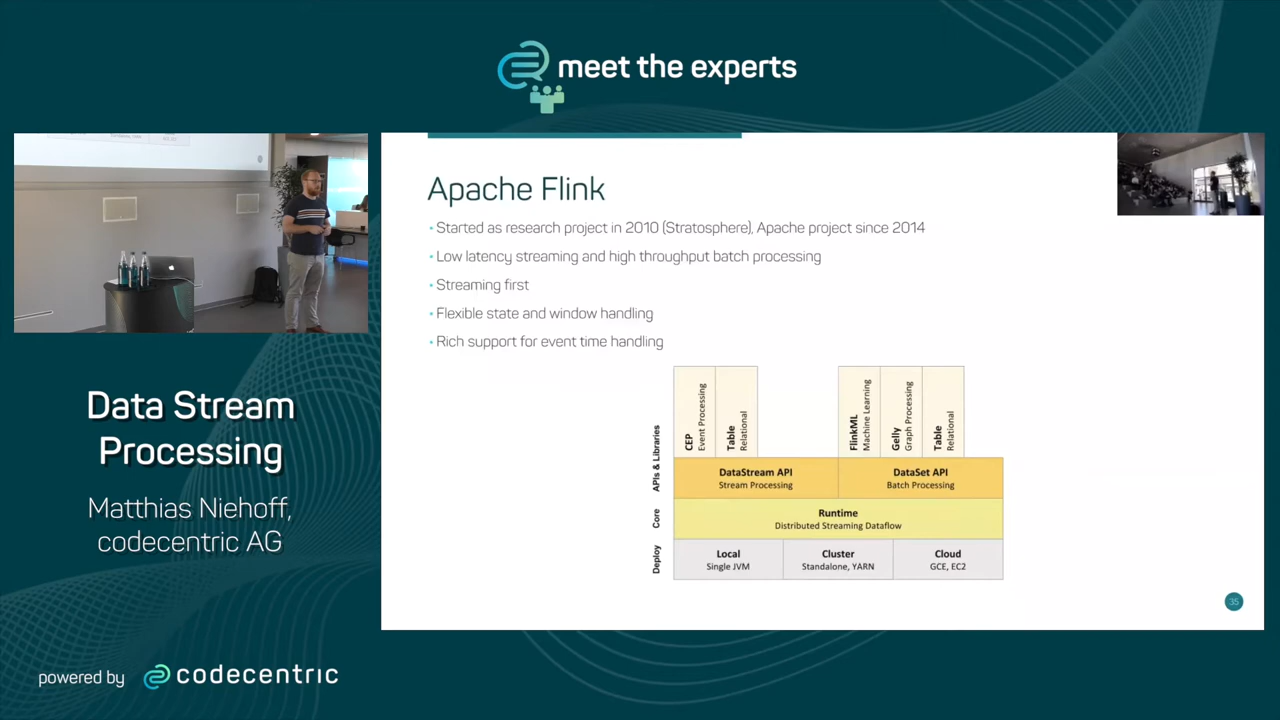 meet the experts
Data Stream
Processing
Matthias Niehoff,
codecentric AG
powered by codecentric
Apache Flink
• Started as research project in 2010 (Stratosphere), Apache project since 2014
• Low latency streaming and high throughput batch processing
• Streaming first
• Flexible state and window handling
• Rich support for event time handling
APIs & Libraries
CEP
Event Processing
Table
Relational
FlinkML
Machine Learning
Gelly
Graph Processing
Table
Relational
DataStream API
Stream Processing
DataSet API
Batch Processing
Core
Runtime
Distributed Streaming Dataflow
Deploy
Local
Single JVM
Cluster
Standalone, YARN
Cloud
GCE, EC2
35